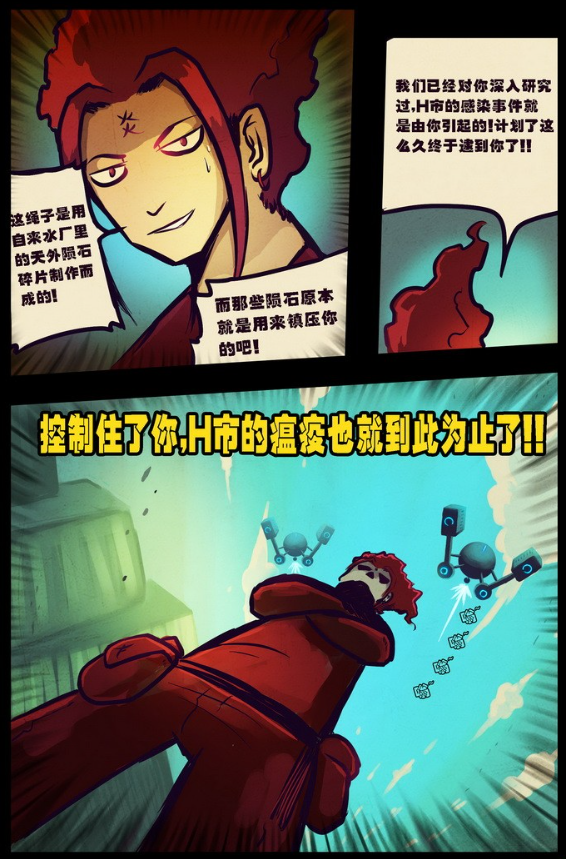 这绳子是用
自来水厂里
的天外陨石
碎片制作而
成的!
而那些陨石原本
就是用来镇压你
的吧!
我们已经对你深入研究
过,H市的感染事件就
是由你引起的!计划了这
么久终于逮到你了!!
控制住了你,H市的瘟疫也就到此为止了!!